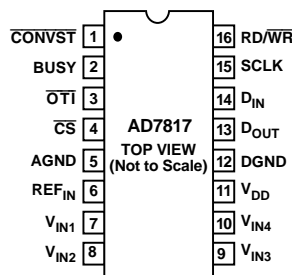 CONVST 1
BUSY 2
OTI 3
CS 4
AGND 5
REFIN 6
VIN1 7
VIN2 8
AD7817
TOP VIEW
(Not to Scale)
16 RD/WR
15 SCLK
14 DIN
13 DOUT
12 DGND
11 VDD
10 VIN4
9 VIN3